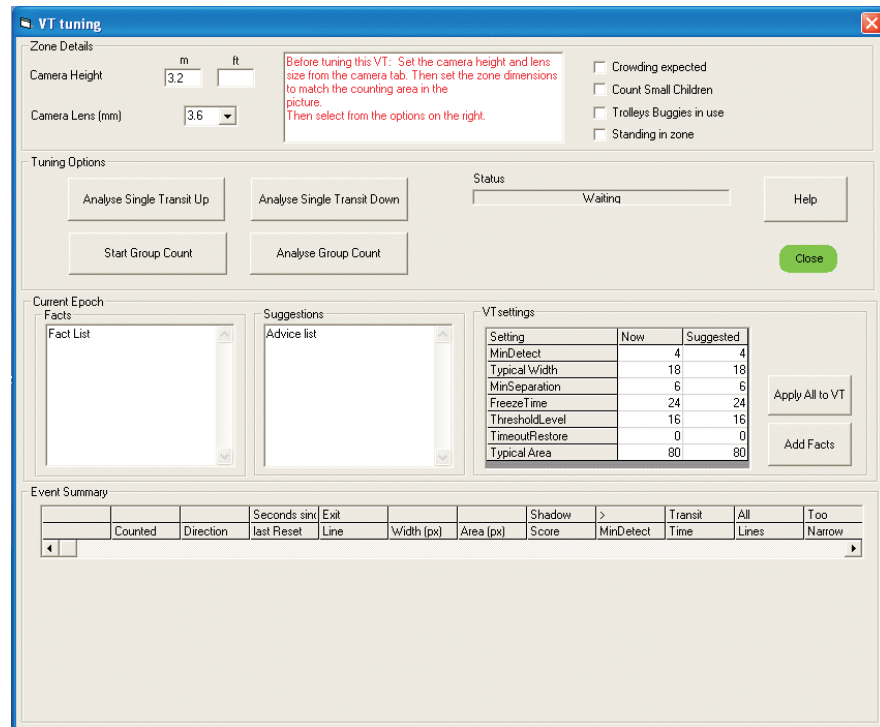 VT tuning
Zone Details
m ft
Camera Height 3.2
Camera Lens (mm) 3.6
Before tuning this VT: Set the camera height and lens
size from the camera tab. Then set the zone dimensions
to match the counting area in the
picture.
Then select from the options on the right.
Crowding expected
Count Small Children
Trolleys Buggies in use
Standing in zone
Tuning Options
Analyse Single Transit Up
Analyse Single Transit Down
Start Group Count
Analyse Group Count
Status
Waiting
Help
Close
Current Epoch
Facts
Fact List
Suggestions
Advice list
VTsettings
Setting Now Suggested
MinDetect 4 4
Typical Width 18 18
MinSeparation 6 6
FreezeTime 24 24
ThresholdLevel 16 16
TimeoutRestore 0 0
Typical Area 80 80
Apply All to VT
Add Facts
Event Summary
Seconds sinc Exit Shadow > Transit All Too
Counted Direction last Reset Line Width (px) Area (px) Score MinDetect Time Lines Narrow